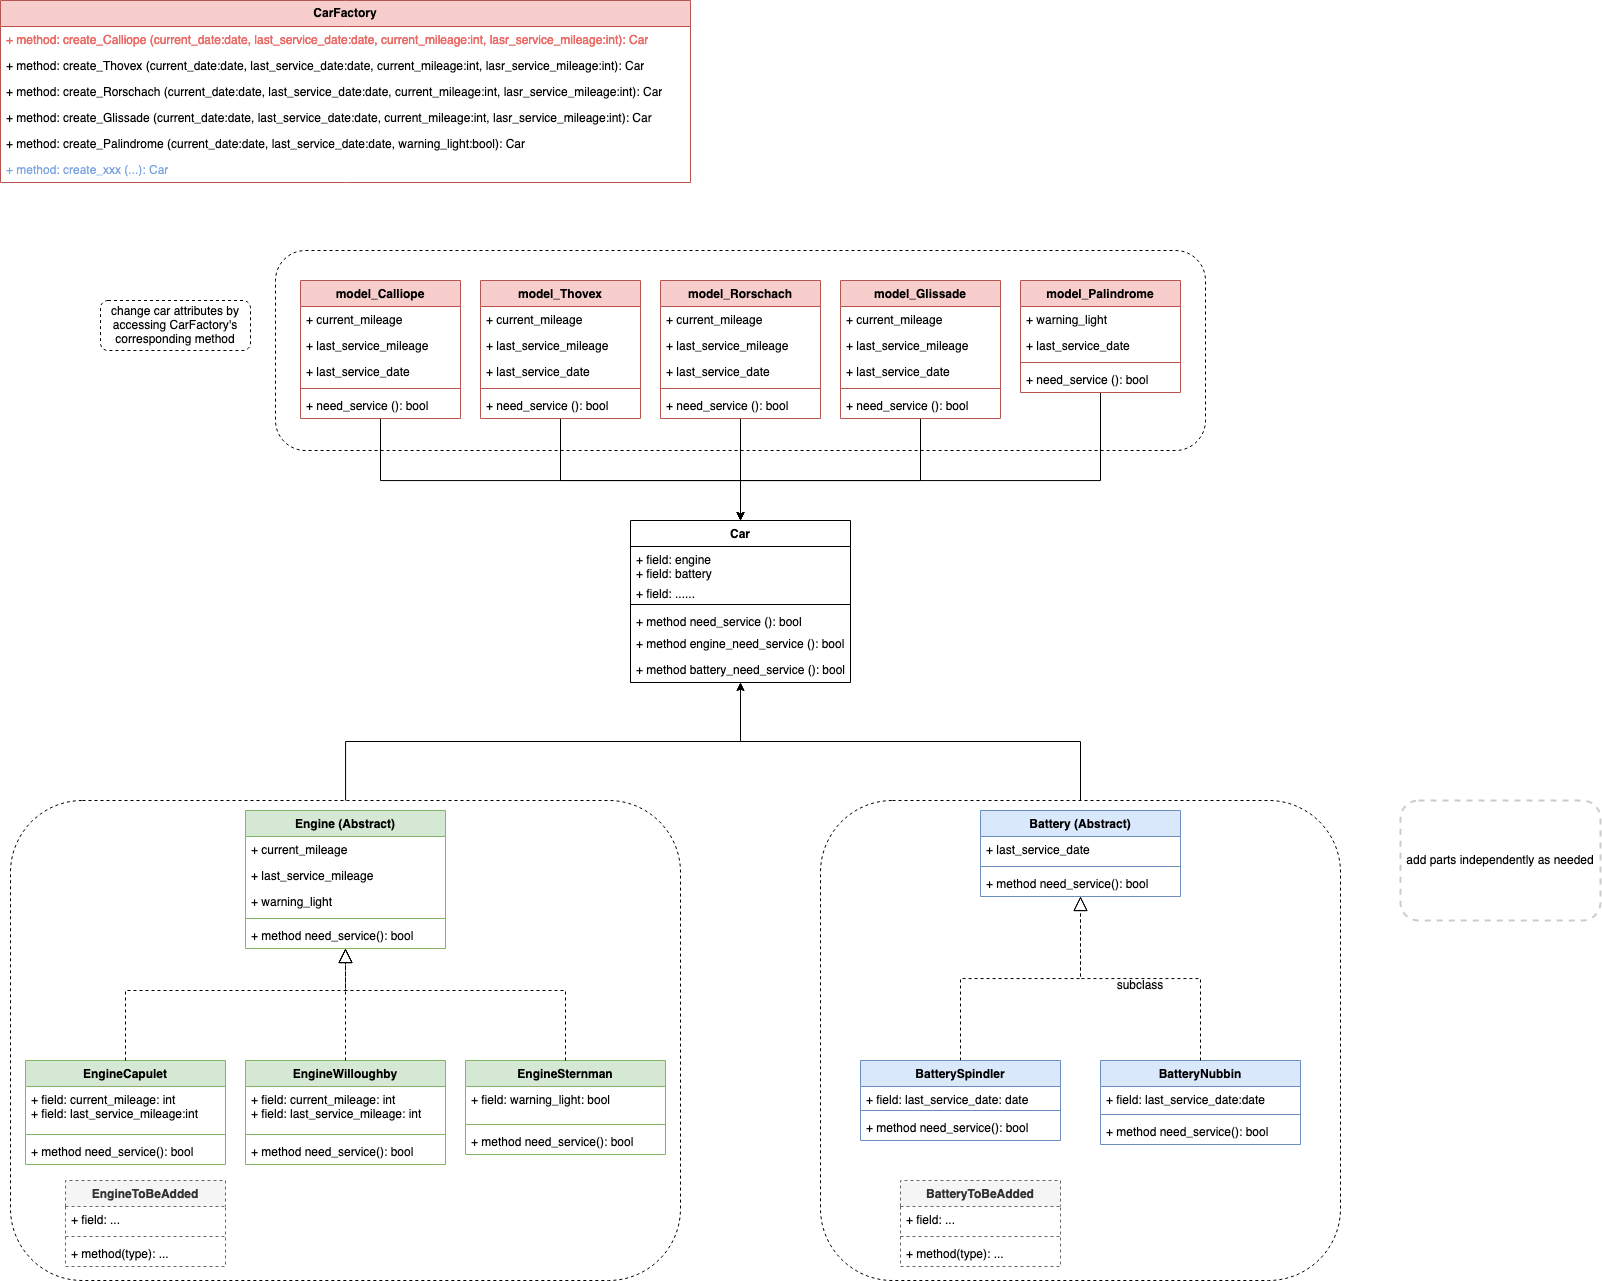 CarFactory
+ method: create_Calliope (current_date:date, last_service_date:date, current_mileage:int, lasr_service_mileage:int): Car
+ method: create_Thovex (current_date:date, last_service_date:date, current_mileage:int, lasr_service_mileage:int): Car
+ method: create_Rorschach (current_date:date, last_service_date:date, current_mileage:int, lasr_service_mileage:int): Car
+ method: create_Glissade (current_date:date, last_service_date:date, current_mileage:int, lasr_service_mileage:int): Car
+ method: create_Palindrome (current_date:date, last_service_date:date, warning_light:bool): Car
+ method: create_xxx (...): Car
change car attributes by
accessing CarFactory's
corresponding method
model_Calliope
+ current_mileage
+ last_service_mileage
+ last_service_date
+ need_service (): bool
model_Thovex
+ current_mileage
+ last_service_mileage
+ last_service_date
+ need_service (): bool
model_Rorschach
+ current_mileage
+ last_service_mileage
+ last_service_date
+ need_service (): bool
model_Glissade
+ current_mileage
+ last_service_mileage
+ last_service_date
+ need_service (): bool
model_Palindrome
+ warning_light
+ last_service_date
+ need_service (): bool
Car
+ field: engine
+ field: battery
+ field: ......
+ method need_service (): bool
+ method engine_need_service (): bool
+ method battery_need_service (): bool
Engine (Abstract)
+ current_mileage
+ last_service_mileage
+ warning_light
+ method need_service(): bool
Battery (Abstract)
+ last_service_date
+ method need_service(): bool
add parts independently as needed
subclass
EngineCapulet
+ field: current_mileage: int
+ field: last_service_mileage:int
+ method need_service(): bool
EngineWilloughby
+ field: current_mileage: int
+ field: last_service_mileage: int
+ method need_service(): bool
EngineSternman
+ field: warning_light: bool
+ method need_service(): bool
BatterySpindler
+ field: last_service_date: date
+ method need_service(): bool
BatteryNubbin
+ field: last_service_date:date
+ method need_service(): bool
EngineToBeAdded
+ field: ...
+ method(type): ...
BatteryToBeAdded
+ field: ...
+ method(type): ...